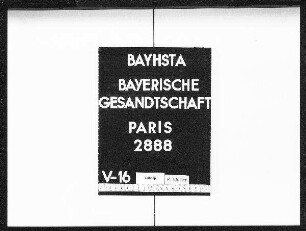 BAYHSTA
BAYERISCHE
GESANDTSCHAFT
PARIS
2888
V-16